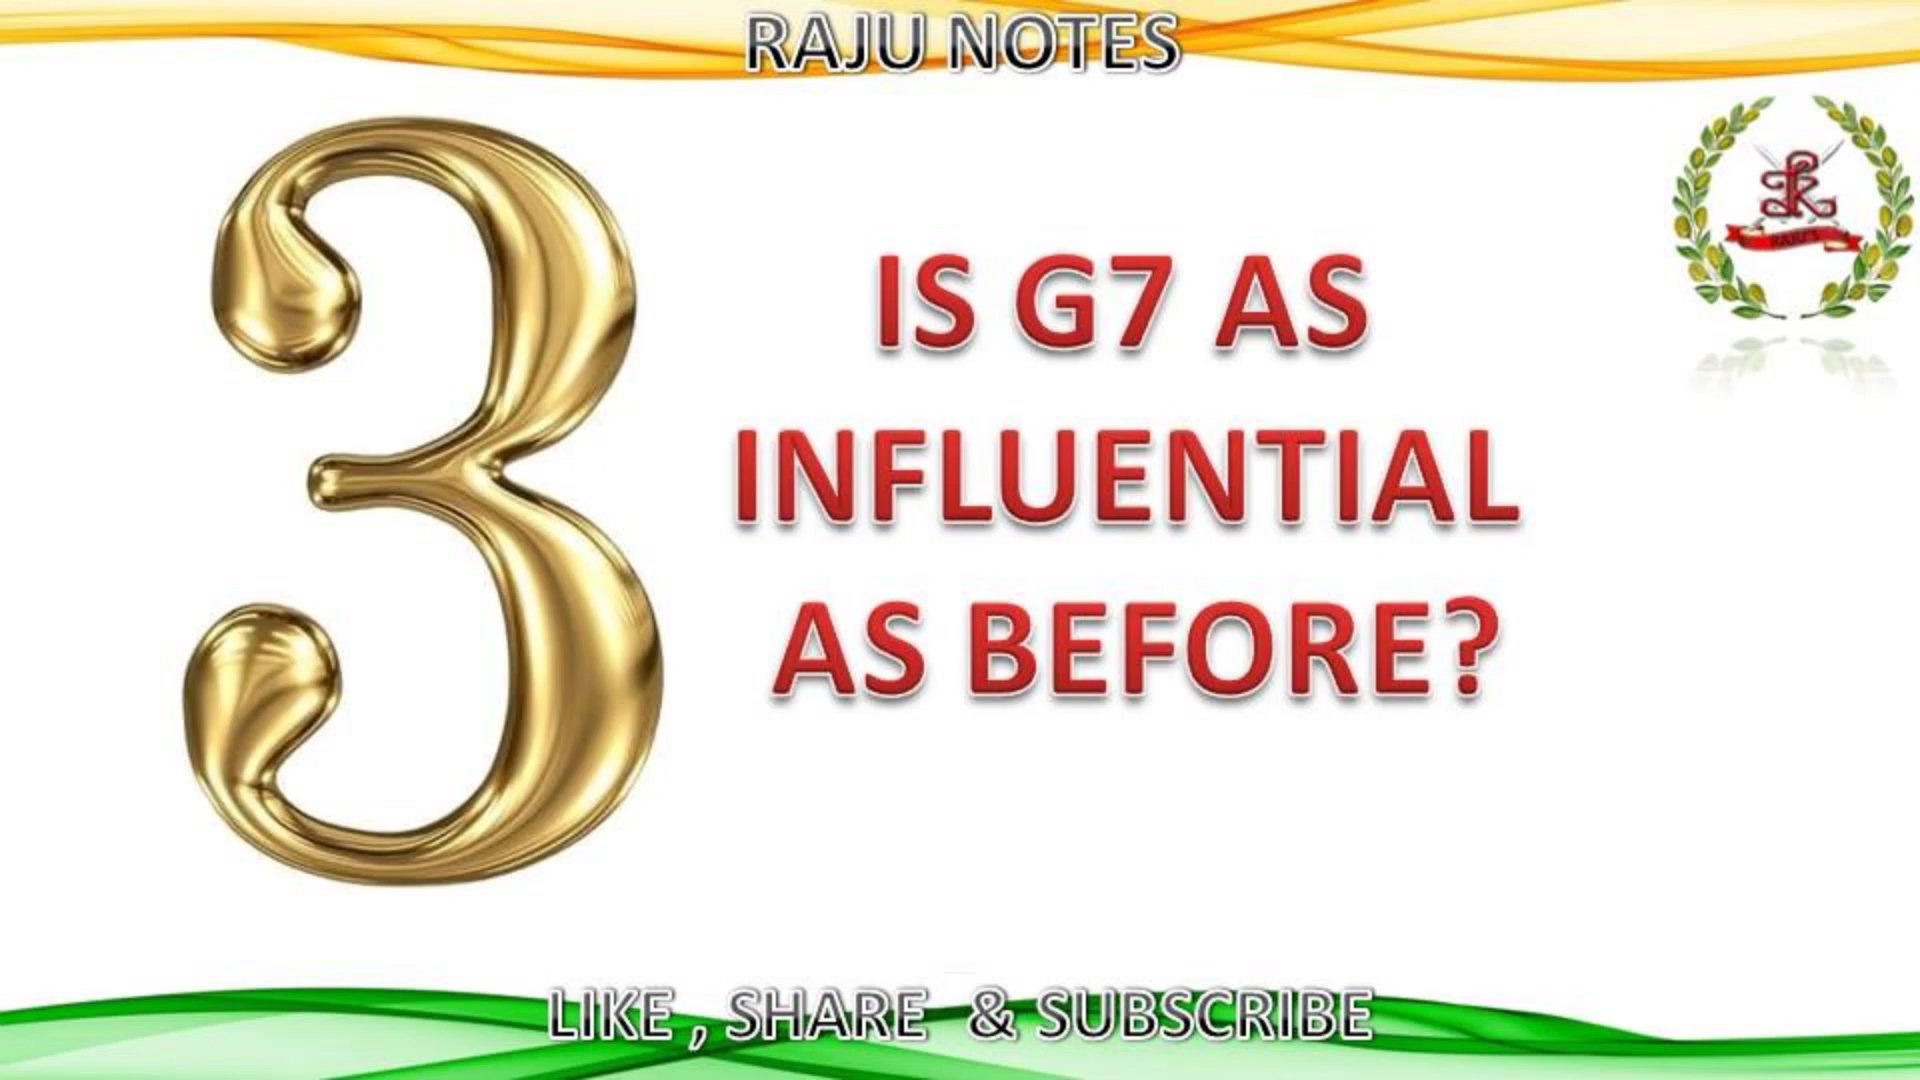 RAJU NOTES
3
IS G7 AS
INFLUENTIAL
AS BEFORE?
LIKE , SHARE & SUBSCRIBE